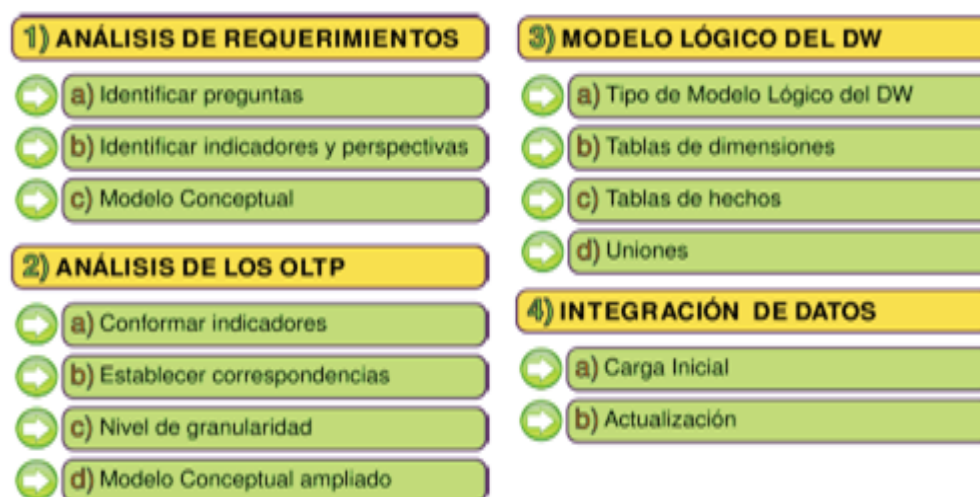 1) ANÁLISIS DE REQUERIMIENTOS
a) Identificar preguntas
b) Identificar indicadores y perspectivas
c) Modelo Conceptual
2) ANÁLISIS DE LOS OLTP
a) Conformar indicadores
b) Establecer correspondencias
c) Nivel de granularidad
d) Modelo Conceptual ampliado
3) MODELO LÓGICO DEL DW
a) Tipo de Modelo Lógico del DW
b) Tablas de dimensiones
c) Tablas de hechos
d) Uniones
4) INTEGRACIÓN DE DATOS
a) Carga Inicial
b) Actualización